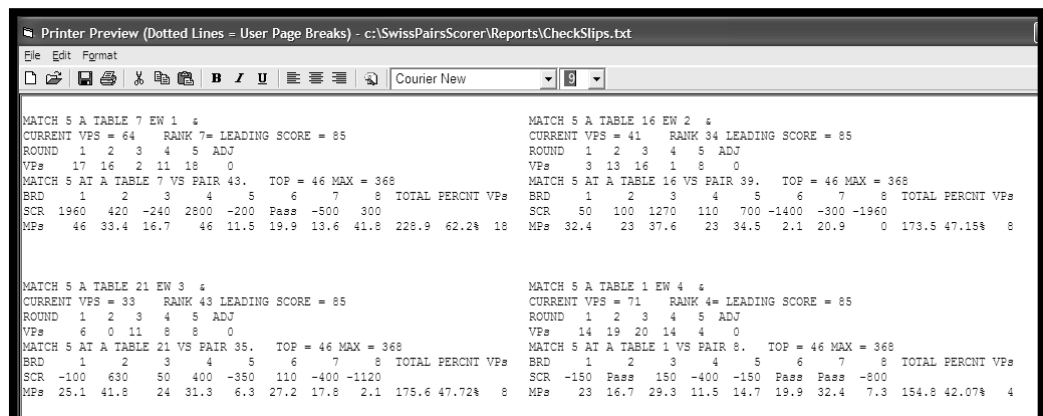 Printer Preview (Dotted Lines = User Page Breaks) - c:\SwissPairsScorer\Reports\CheckSlips.txt
File Edit Format
B I U Courier New 9
MATCH 5 A TABLE 7 EW 1 &
CURRENT VPS = 64 RANK 7= LEADING SCORE = 85
ROUND 1 2 3 4 5 ADJ
VPs 17 16 2 11 18 0
MATCH 5 AT A TABLE 7 VS PAIR 43. TOP = 46 MAX = 368
BRD 1 2 3 4 5 6 7 8 TOTAL PERCNT VPs
SCR 1960 420 -240 2800 -200 Pass -500 300
MPs 46 33.4 16.7 46 11.5 19.9 13.6 41.8 228.9 62.2% 18
MATCH 5 A TABLE 16 EW 2 &
CURRENT VPS = 41 RANK 34 LEADING SCORE = 85
ROUND 1 2 3 4 5 ADJ
VPs 3 13 16 1 8 0
MATCH 5 AT A TABLE 16 VS PAIR 39. TOP = 46 MAX = 368
BRD 1 2 3 4 5 6 7 8 TOTAL PERCNT VPs
SCR 50 100 1270 110 700 -1400 -300 -1960
MPs 32.4 23 37.6 23 34.5 2.1 20.9 0 173.5 47.15% 8
MATCH 5 A TABLE 21 EW 3 &
CURRENT VPS = 33 RANK 43 LEADING SCORE = 85
ROUND 1 2 3 4 5 ADJ
VPs 6 0 11 8 8 0
MATCH 5 AT A TABLE 21 VS PAIR 35. TOP = 46 MAX = 368
BRD 1 2 3 4 5 6 7 8 TOTAL PERCNT VPs
SCR -100 630 50 400 -350 110 -400 -1120
MPs 25.1 41.8 24 31.3 6.3 27.2 17.8 2.1 175.6 47.72% 8
MATCH 5 A TABLE 1 EW 4 &
CURRENT VPS = 71 RANK 4= LEADING SCORE = 85
ROUND 1 2 3 4 5 ADJ
VPs 14 19 20 14 4 0
MATCH 5 AT A TABLE 1 VS PAIR 8. TOP = 46 MAX = 368
BRD 1 2 3 4 5 6 7 8 TOTAL PERCNT VPs
SCR -150 Pass 150 -400 -150 Pass Pass -800
MPs 23 16.7 29.3 11.5 14.7 19.9 32.4 7.3 154.8 42.07% 4